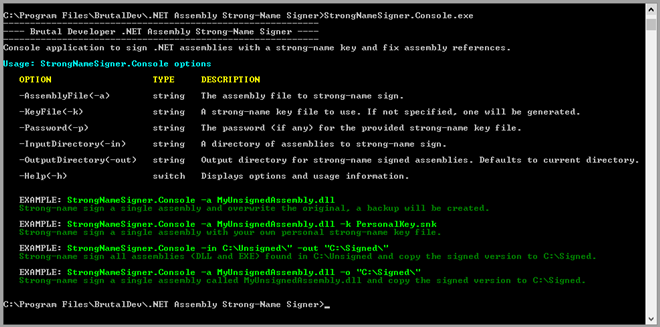 C:\Program Files\BrutalDev\.NET Assembly Strong-Name Signer>StrongNameSigner.Console.exe
---- Brutal Developer .NET Assembly Strong-Name Signer ----
Console application to sign .NET assemblies with a strong-name key and fix assembly references.
Usage: StrongNameSigner.Console options
OPTION TYPE DESCRIPTION
-AssemblyFile(-a) string The assembly file to strong-name sign.
-KeyFile(-k) string A strong-name key file to use. If not specified, one will be generated.
-Password(-p) string The password (if any) for the provided strong-name key file.
-InputDirectory(-in) string A directory of assemblies to strong-name sign.
-OutputDirectory(-out) string Output directory for strong-name signed assemblies. Defaults to current directory.
-Help(-h) switch Displays options and usage information.
EXAMPLE: StrongNameSigner.Console -a MyUnsignedAssembly.dll
Strong-name sign a single assembly and overwrite the original, a backup will be created.
EXAMPLE: StrongNameSigner.Console -a MyUnsignedAssembly.dll -k PersonalKey.snk
Strong-name sign a single assembly with your own personal strong-name key file.
EXAMPLE: StrongNameSigner.Console -in C:\Unsigned\" -out "C:\Signed\"
Strong-name sign all assemblies (DLL and EXE) found in C:\Unsigned and copy the signed version to C:\Signed.
EXAMPLE: StrongNameSigner.Console -a MyUnsignedAssembly.dll -o "C:\Signed\"
Strong-name sign a single assembly called MyUnsignedAssembly.dll and copy the signed version to C:\Signed.
C:\Program Files\BrutalDev\.NET Assembly Strong-Name Signer>_